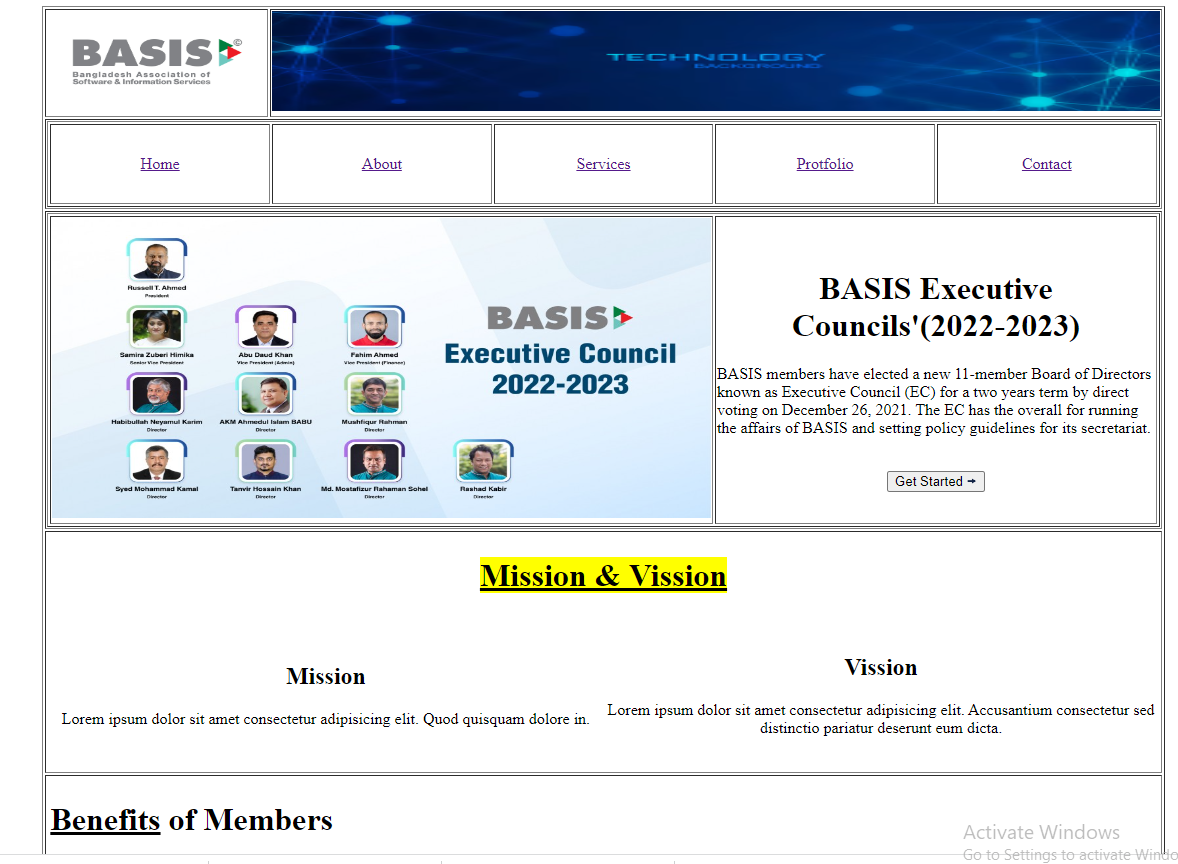 BASIS ©
Bangladesh Association of
Software & Information Services
TECHNOLOGY
BACKGROUND
Home
About
Services
Protfolio
Contact
Russell T. Ahmed
President
Samira Zuberi Himika
Senior Vice President
Abu Daud Khan
Vice President (Admin)
Fahim Ahmed
Vice President (Finance)
Habibullah Neyamul Karim
Director
AKM Ahmedul Islam BABU
Director
Mushfiqur Rahman
Director
Syed Mohammad Kamal
Director
Tanvir Hossain Khan
Director
Md. Mostafizur Rahaman Sohel
Director
Rashad Kabir
Director
BASIS
Executive Council
2022-2023
BASIS Executive
Councils'(2022-2023)
BASIS members have elected a new 11-member Board of Directors
known as Executive Council (EC) for a two years term by direct
voting on December 26, 2021. The EC has the overall for running
the affairs of BASIS and setting policy guidelines for its secretariat.
Get Started ➞
Mission & Vission
Mission
Lorem ipsum dolor sit amet consectetur adipisicing elit. Quod quisquam dolore in.
Vission
Lorem ipsum dolor sit amet consectetur adipisicing elit. Accusantium consectetur sed
distinctio pariatur deserunt eum dicta.
Benefits of Members
Activate Windows
Go to Settings to activate Windo